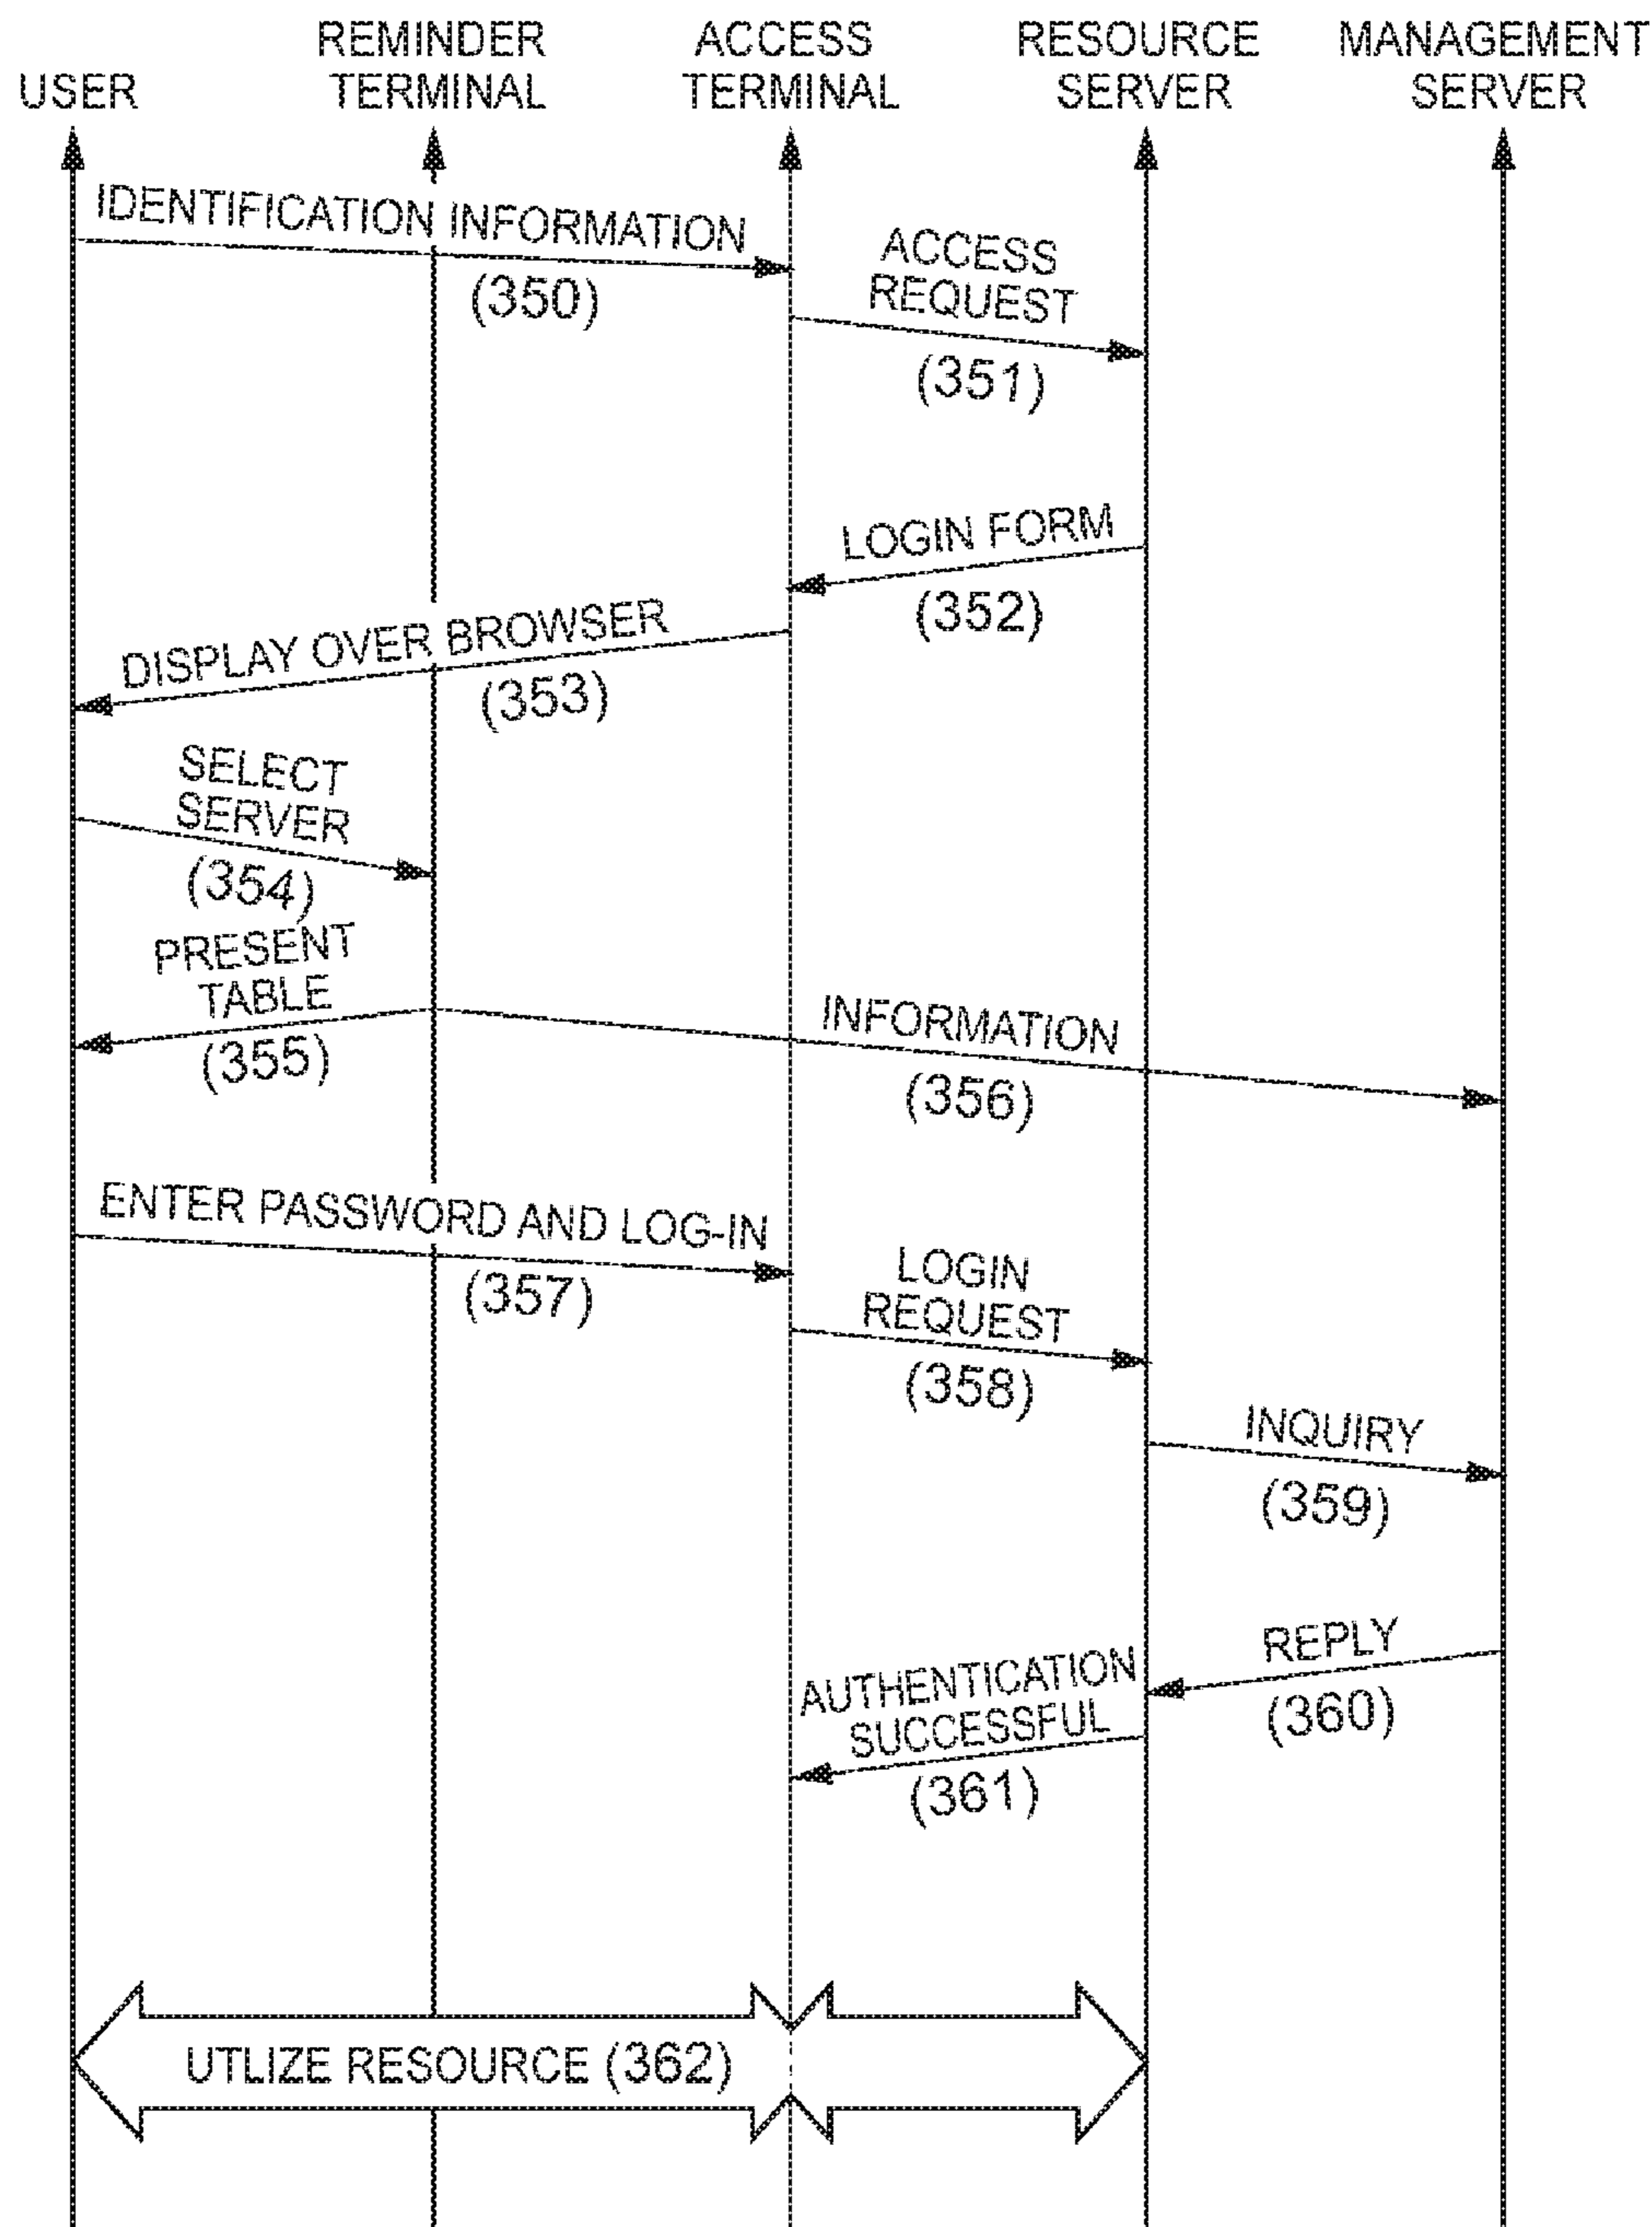 USER
REMINDER
TERMINAL
ACCESS
TERMINAL
RESOURCE
SERVER
MANAGEMENT
SERVER
IDENTIFICATION INFORMATION
(350)
ACCESS
REQUEST
(351)
LOGIN FORM
(352)
DISPLAY OVER BROWSER
(353)
SELECT
SERVER
(354)
PRESENT
TABLE
(355)
INFORMATION
(356)
ENTER PASSWORD AND LOG-IN
(357)
LOGIN
REQUEST
(358)
INQUIRY
(359)
REPLY
(360)
AUTHENTICATION
SUCCESSFUL
(361)
UTLIZE RESOURCE (362)